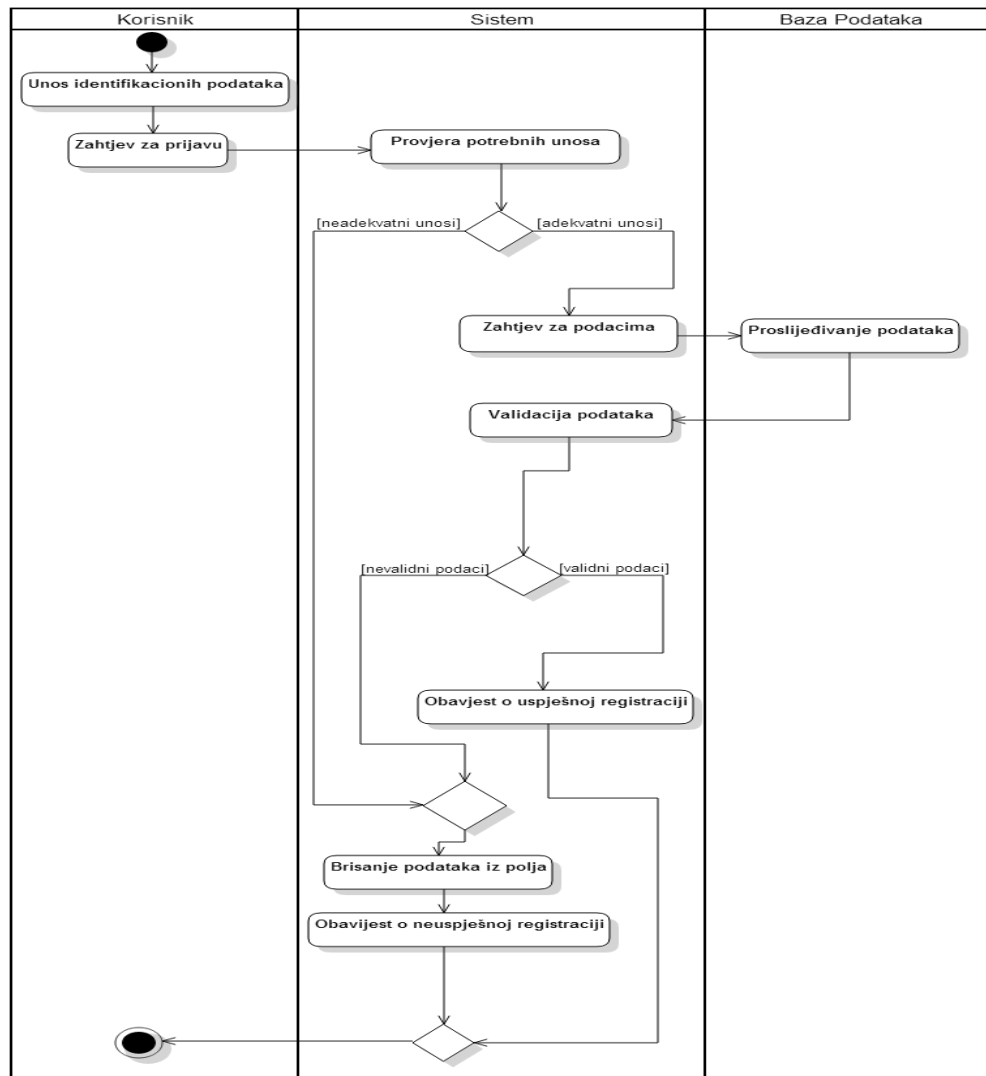 Korisnik
Sistem
Baza Podataka
Unos identifikacionih podataka
Zahtjev za prijavu
Provjera potrebnih unosa
[neadekvatni unosi]
[adekvatni unosi]
Zahtjev za podacima
Proslijeđivanje podataka
Validacija podataka
[nevalidni podaci]
[validni podaci]
Obavjest o uspješnoj registraciji
Brisanje podataka iz polja
Obavijest o neuspješnoj registraciji